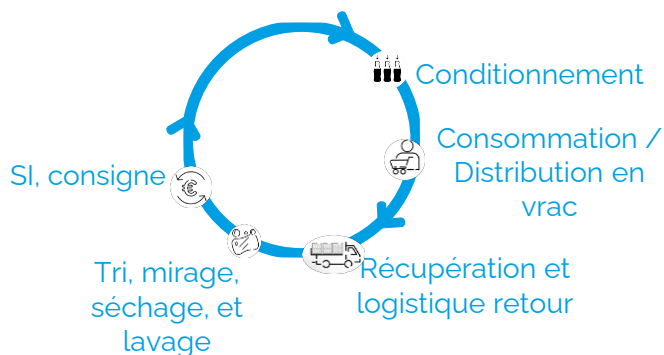 Conditionnement
Consommation /
Distribution en
vrac
Récupération et
logistique retour
Tri, mirage,
séchage, et
lavage
SI, consigne
€